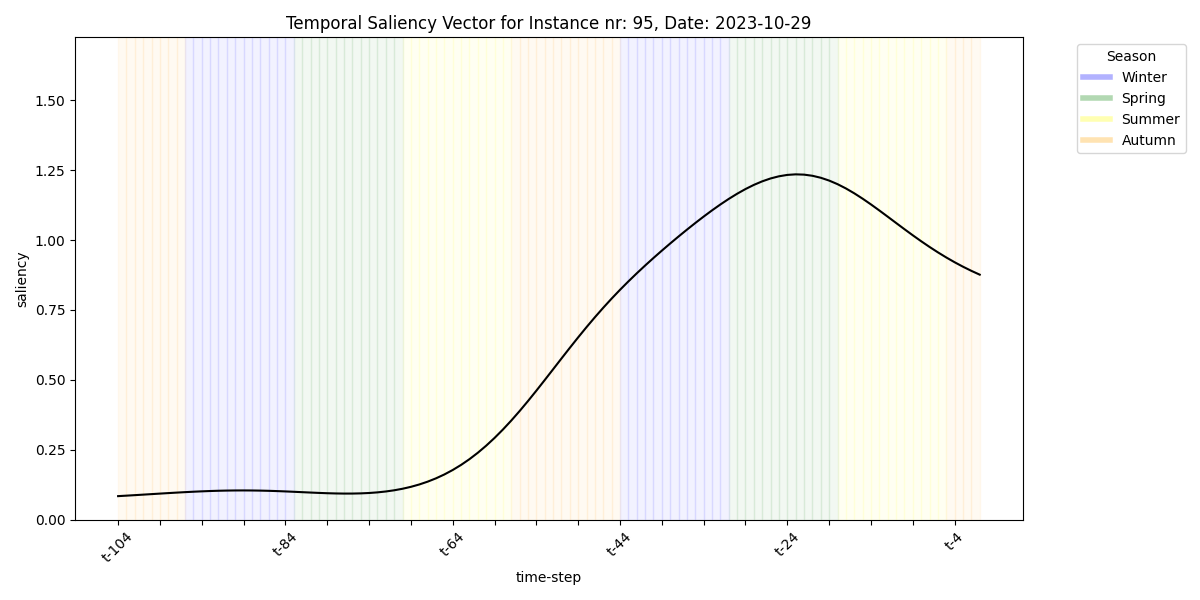 Temporal Saliency Vector for Instance nr: 95, Date: 2023-10-29
Season
Winter
Spring
Summer
Autumn
1.50
1.25
1.00
0.75
0.50
0.25
0.00
saliency
t-104
t-84
t-64
t-44
t-24
t-4
time-step